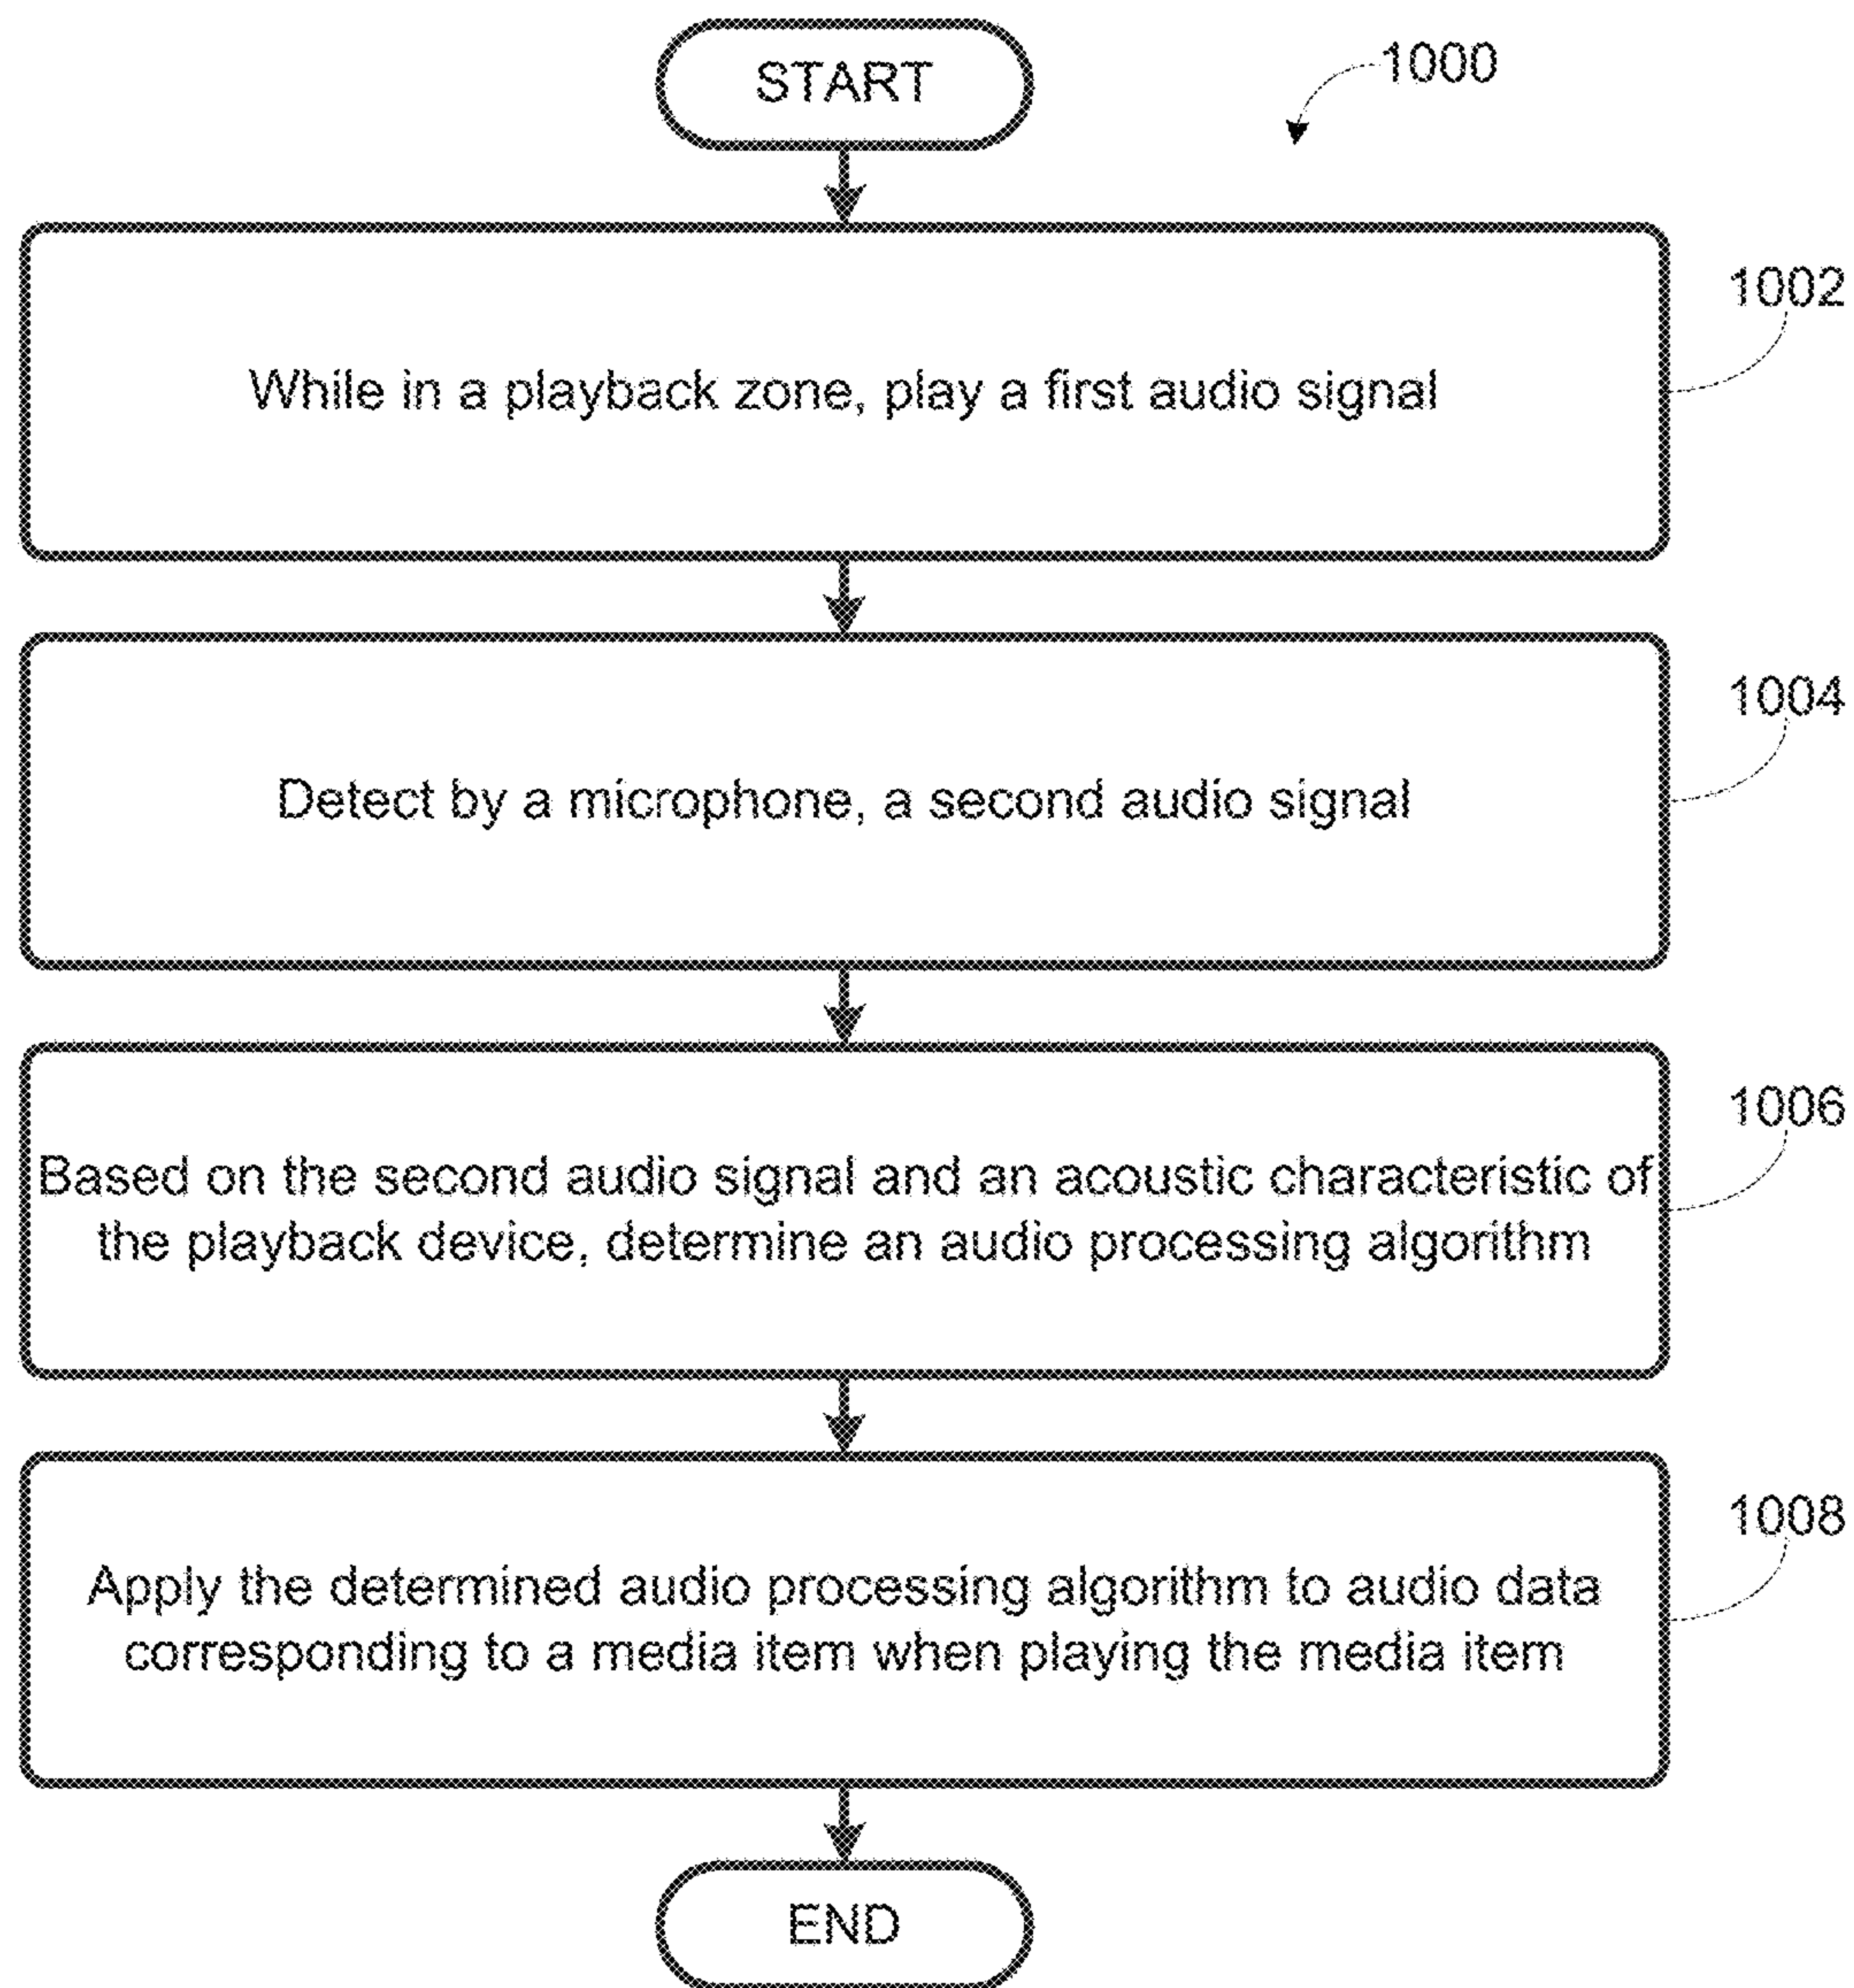 START
1000
1002
While in a playback zone, play a first audio signal
1004
Detect by a microphone, a second audio signal
1006
Based on the second audio signal and an acoustic characteristic of
the playback device, determine an audio processing algorithm
1008
Apply the determined audio processing algorithm to audio data
corresponding to a media item when playing the media item
END